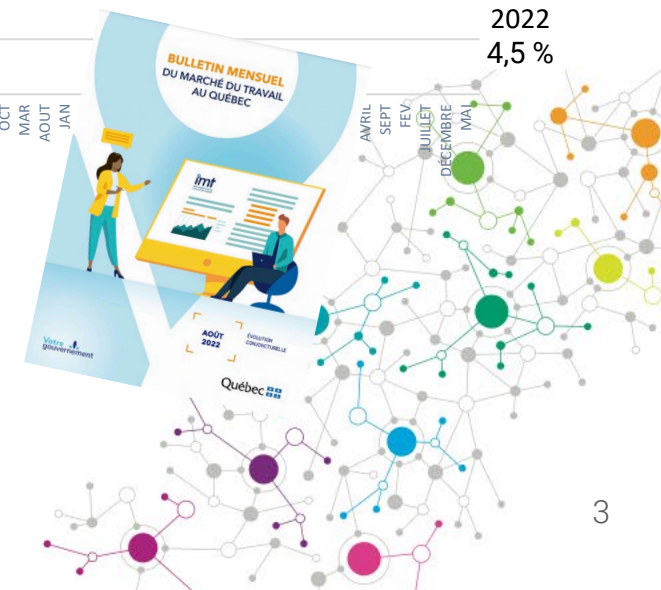 2022
4,5 %
OCT
MAR
AOUT
JAN
AVRIL
SEPT
FEV
JUILLET
DÉCEMBRE
MAI
BULLETIN MENSUEL
DU MARCHÉ DU TRAVAIL
AU QUÉBEC
imt
AOÛT
2022
ÉVOLUTION
CONJONCTURELLE
Votre
gouvernement
Québec
3